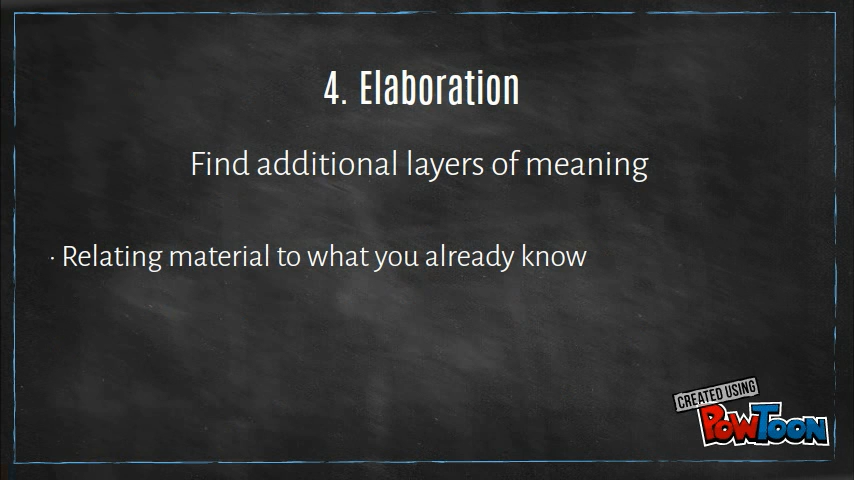 4. Elaboration
Find additional layers of meaning
· Relating material to what you already know
CREATED USING
POWTOON